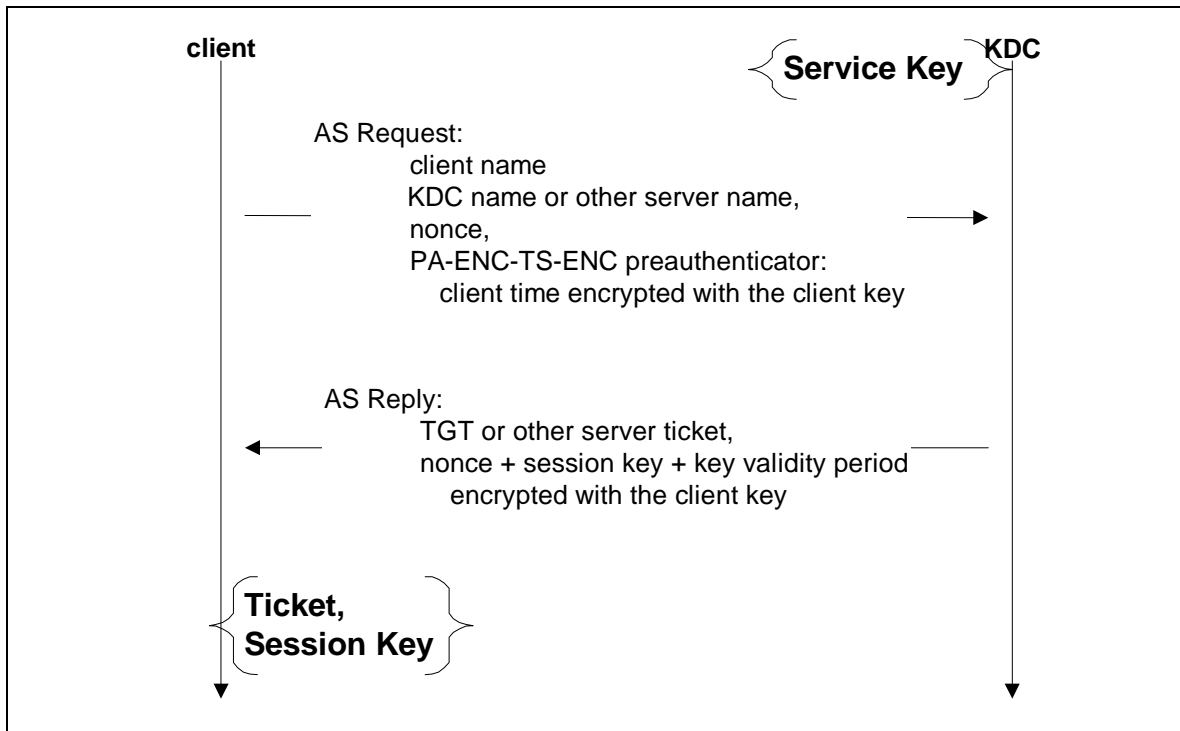 client
KDC
Service Key
AS Request:
client name
KDC name or other server name,
nonce,
PA-ENC-TS-ENC preauthenticator:
client time encrypted with the client key
AS Reply:
TGT or other server ticket,
nonce + session key + key validity period
encrypted with the client key
Ticket,
Session Key